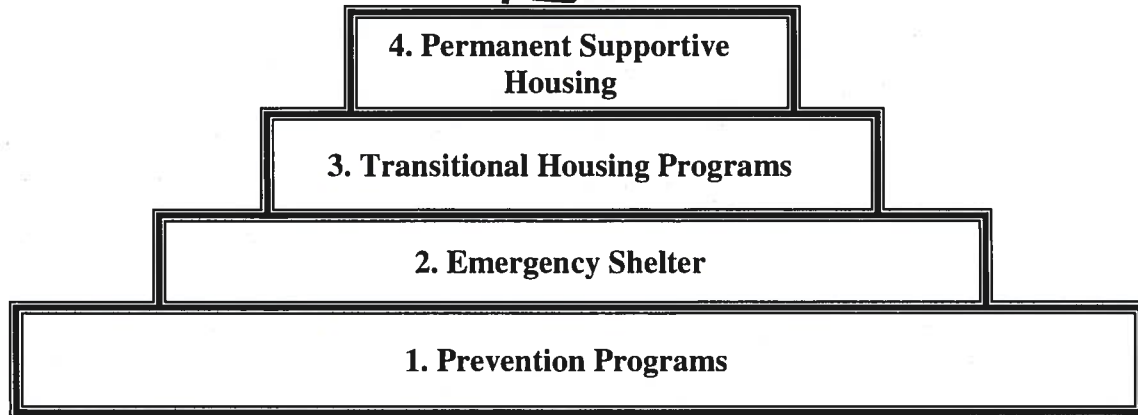 4. Permanent Supportive
Housing
3. Transitional Housing Programs
2. Emergency Shelter
1. Prevention Programs